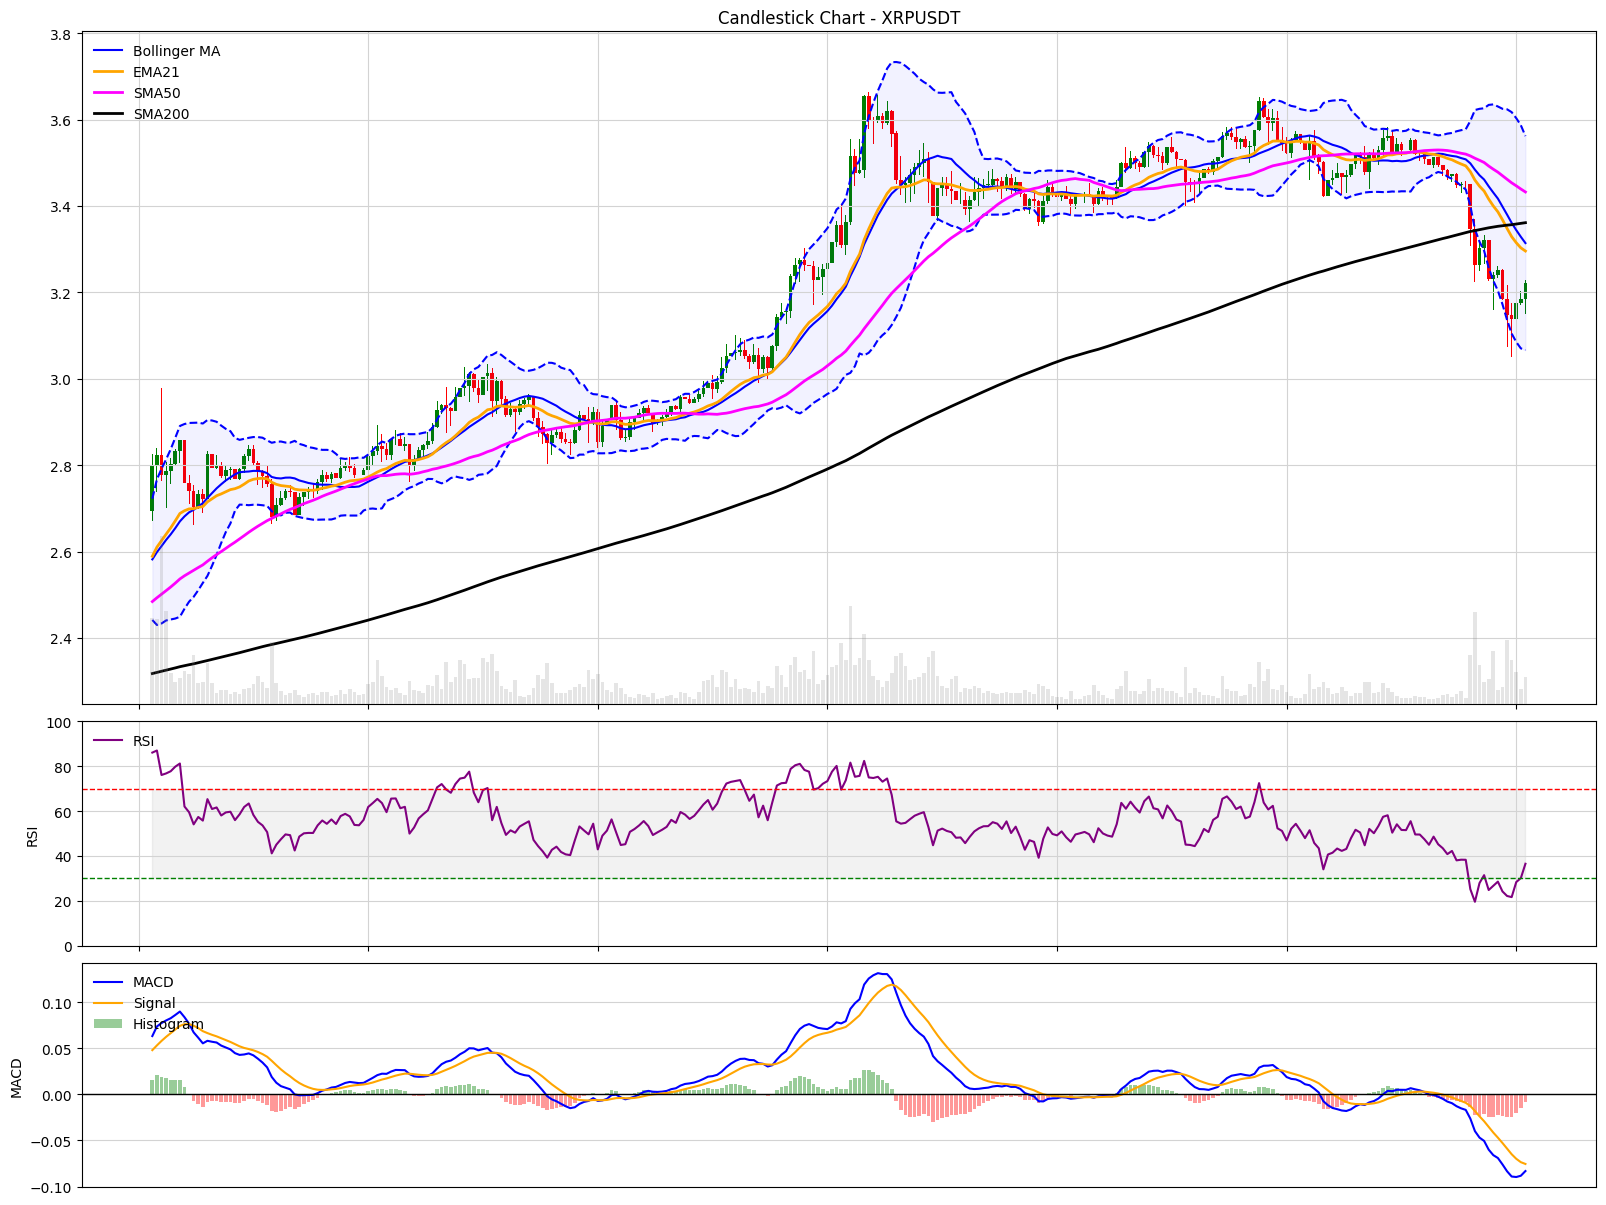 Candlestick Chart - XRPUSDT
Bollinger MA
EMA21
SMA50
SMA200
3.8
3.6
3.4
3.2
3.0
2.8
2.6
2.4
RSI
RSI
100
80
60
40
20
0
MACD
Signal
Histogram
MACD
0.10
0.05
0.00
−0.05
−0.10